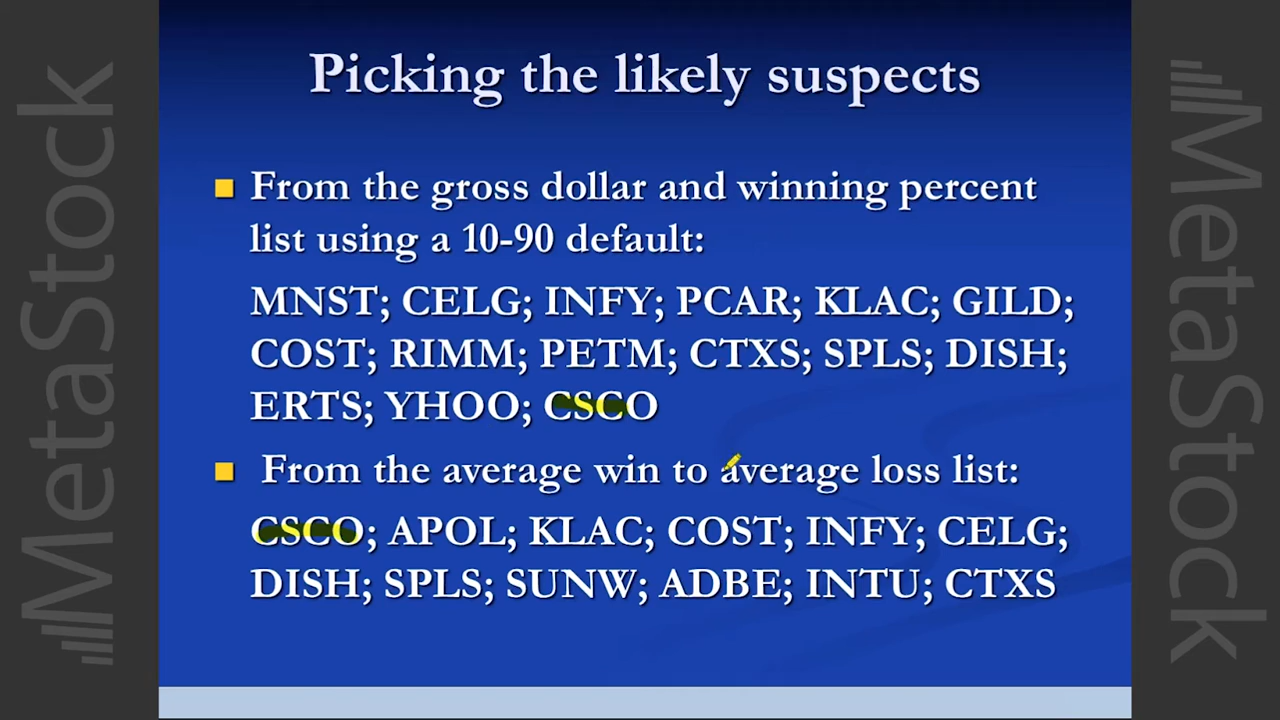 MetaStock
Picking the likely suspects
From the gross dollar and winning percent
list using a 10-90 default:
MNST; CELG; INFY; PCAR; KLAC; GILD;
COST; RIMM; PETM; CTXS; SPLS; DISH;
ERTS; YHOO; CSCO
From the average win to average loss list:
CSCO; APOL; KLAC; COST; INFY; CELG;
DISH; SPLS; SUNW; ADBE; INTU; CTXS
MetaStock